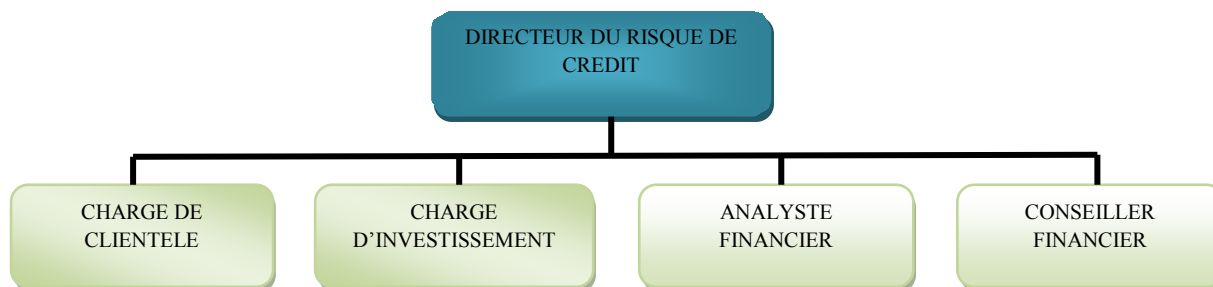 DIRECTEUR DU RISQUE DE
CREDIT
CHARGE DE
CLIENTELE
CHARGE
D’INVESTISSEMENT
ANALYSTE
FINANCIER
CONSEILLER
FINANCIER